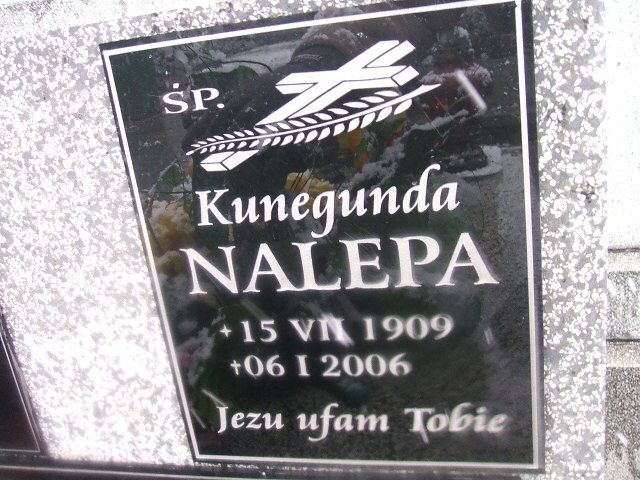 ŚP.
Kunegunda
NALEPA
* 15 VII 1909
† 06 I 2006
Jezu ufam Tobie